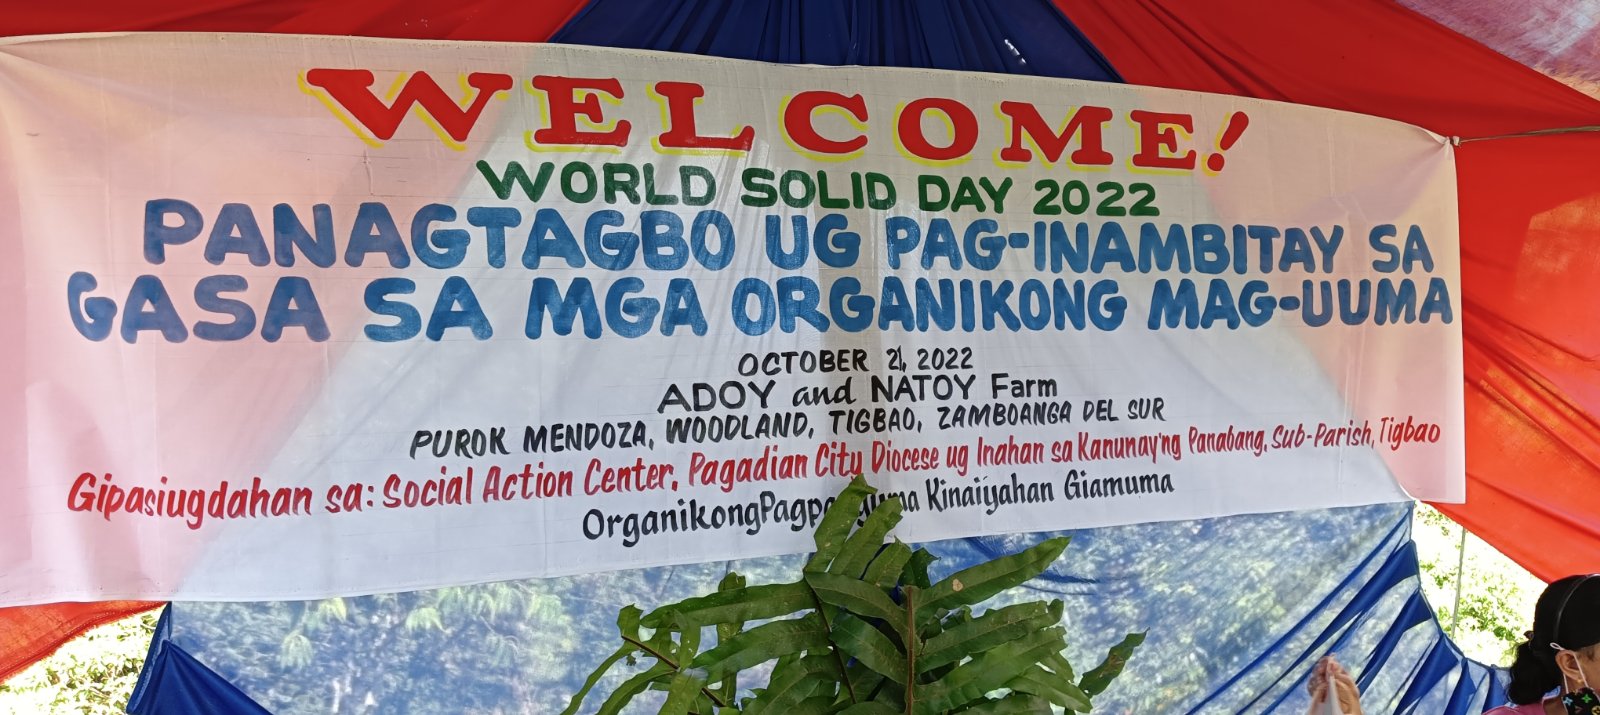 WELCOME!
WORLD SOLID DAY 2022
PANAGTAGBO UG PAG-INAMBITAY SA
GASA SA MGA ORGANIKONG MAG-UUMA
OCTOBER 21, 2022
ADOY and NATOY Farm
PUROK MENDOZA, WOODLAND, TIGBAO, ZAMBOANGA DEL SUR
Gipasiugdahan sa: Social Action Center, Pagadian City Diocese ug Inahan sa Kanunay'ng Panabang, Sub-Parish, Tigbao
Kinaiyahan Giamuma